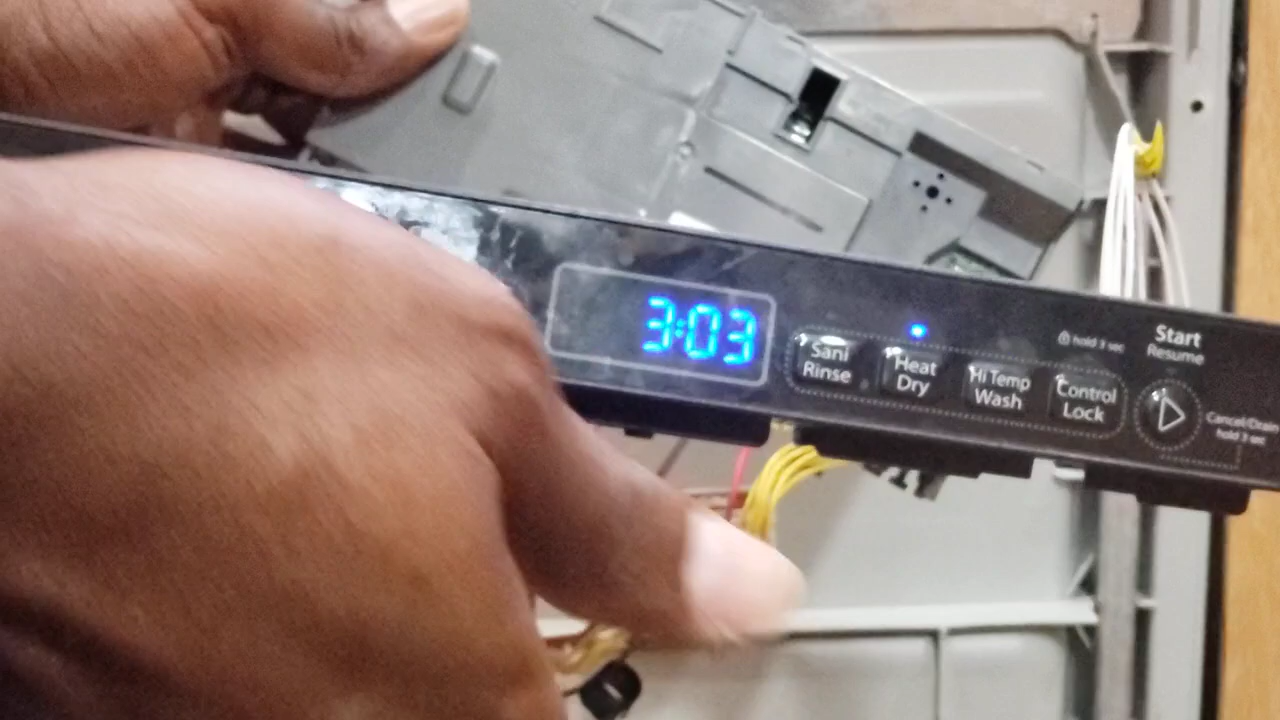 3:03
Sani
Rinse
Heat
Dry
Hi Temp
Wash
hold 3 sec
Control
Lock
Start
Resume
Cancel/Drain
hold 3 sec